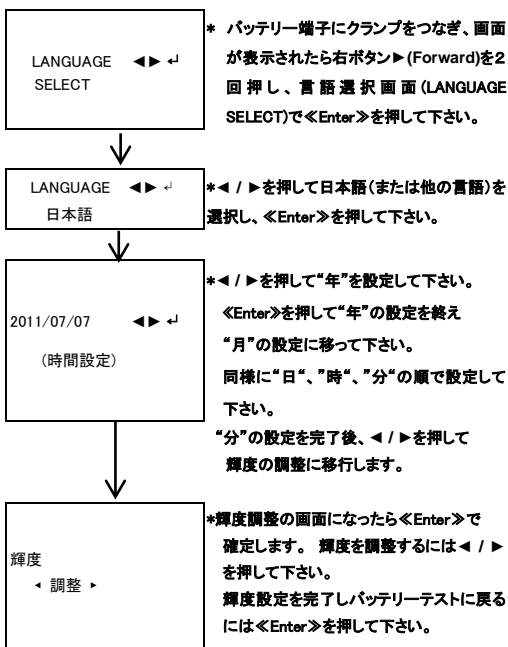 LANGUAGE ◀▶ ↵
SELECT
* バッテリー端子にクランプをつなぎ、画面
が表示されたら右ボタン►(Forward)を2
回押し、言語選択画面(LANGUAGE
SELECT)で≪Enter≫を押して下さい。
LANGUAGE ◀▶ ↵
日本語
*◄ / ►を押して日本語(または他の言語)を
選択し、≪Enter≫を押して下さい。
2011/07/07 ◀▶ ↵
(時間設定)
*◄ / ►を押して“年”を設定して下さい。
≪Enter≫を押して“年”の設定を終え
“月”の設定に移って下さい。
同様に“日“、”時“、”分“の順で設定して
下さい。
“分”の設定を完了後、◄ / ►を押して
輝度の調整に移行します。
輝度
◂ 調整 ▸
*輝度調整の画面になったら≪Enter≫で
確定します。 輝度を調整するには◄ / ►
を押して下さい。
輝度設定を完了しバッテリーテストに戻る
には≪Enter≫を押して下さい。